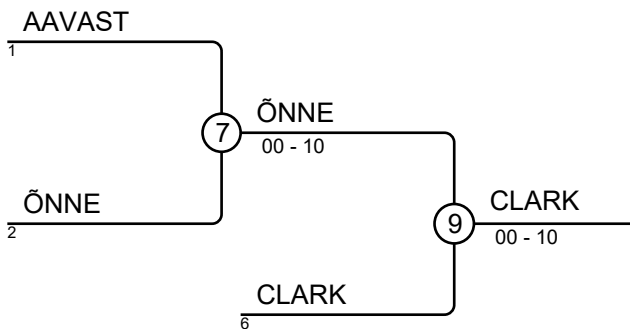 AAVAST
1
7
ÕNNE
00 - 10
ÕNNE
2
9
CLARK
00 - 10
CLARK
6